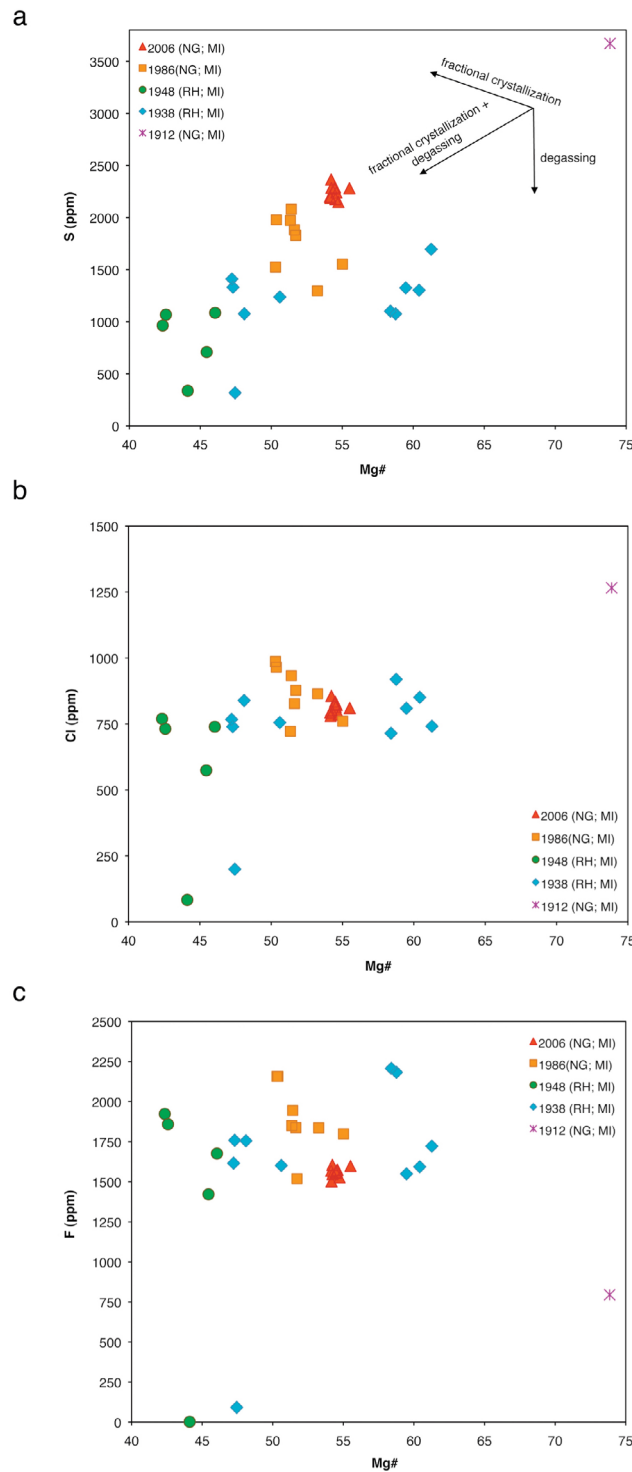 a
3500
3000
2500
2000
1500
1000
500
0
S (ppm)
2006 (NG; MI)
1986(NG; MI)
1948 (RH; MI)
1938 (RH; MI)
1912 (NG; MI)
fractional crystallization
fractional crystallization +
degassing
degassing
40 45 50 55 60 65 70 75
Mg#
b
1500
1250
1000
750
500
250
0
Cl (ppm)
2006 (NG; MI)
1986(NG; MI)
1948 (RH; MI)
1938 (RH; MI)
1912 (NG; MI)
40 45 50 55 60 65 70 75
Mg#
c
2500
2250
2000
1750
1500
1250
1000
750
500
250
0
F (ppm)
2006 (NG; MI)
1986(NG; MI)
1948 (RH; MI)
1938 (RH; MI)
1912 (NG; MI)
40 45 50 55 60 65 70 75
Mg#